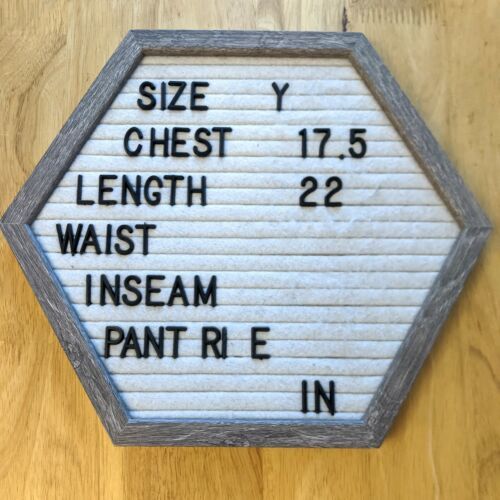 SIZE Y
CHEST 17.5
LENGTH 22
WAIST
INSEAM
PANT RI E
IN